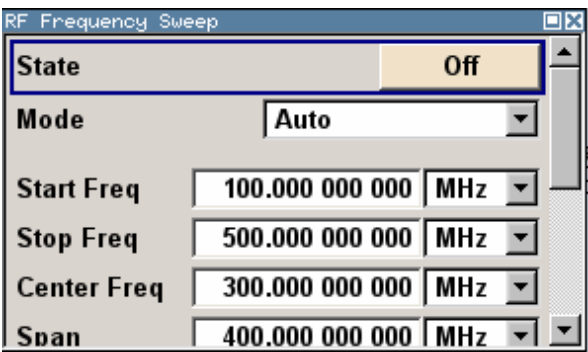 RF Frequency Sweep
State Off
Mode Auto
Start Freq 100.000 000 000 MHz
Stop Freq 500.000 000 000 MHz
Center Freq 300.000 000 000 MHz
Span 400.000 000 000 MHz